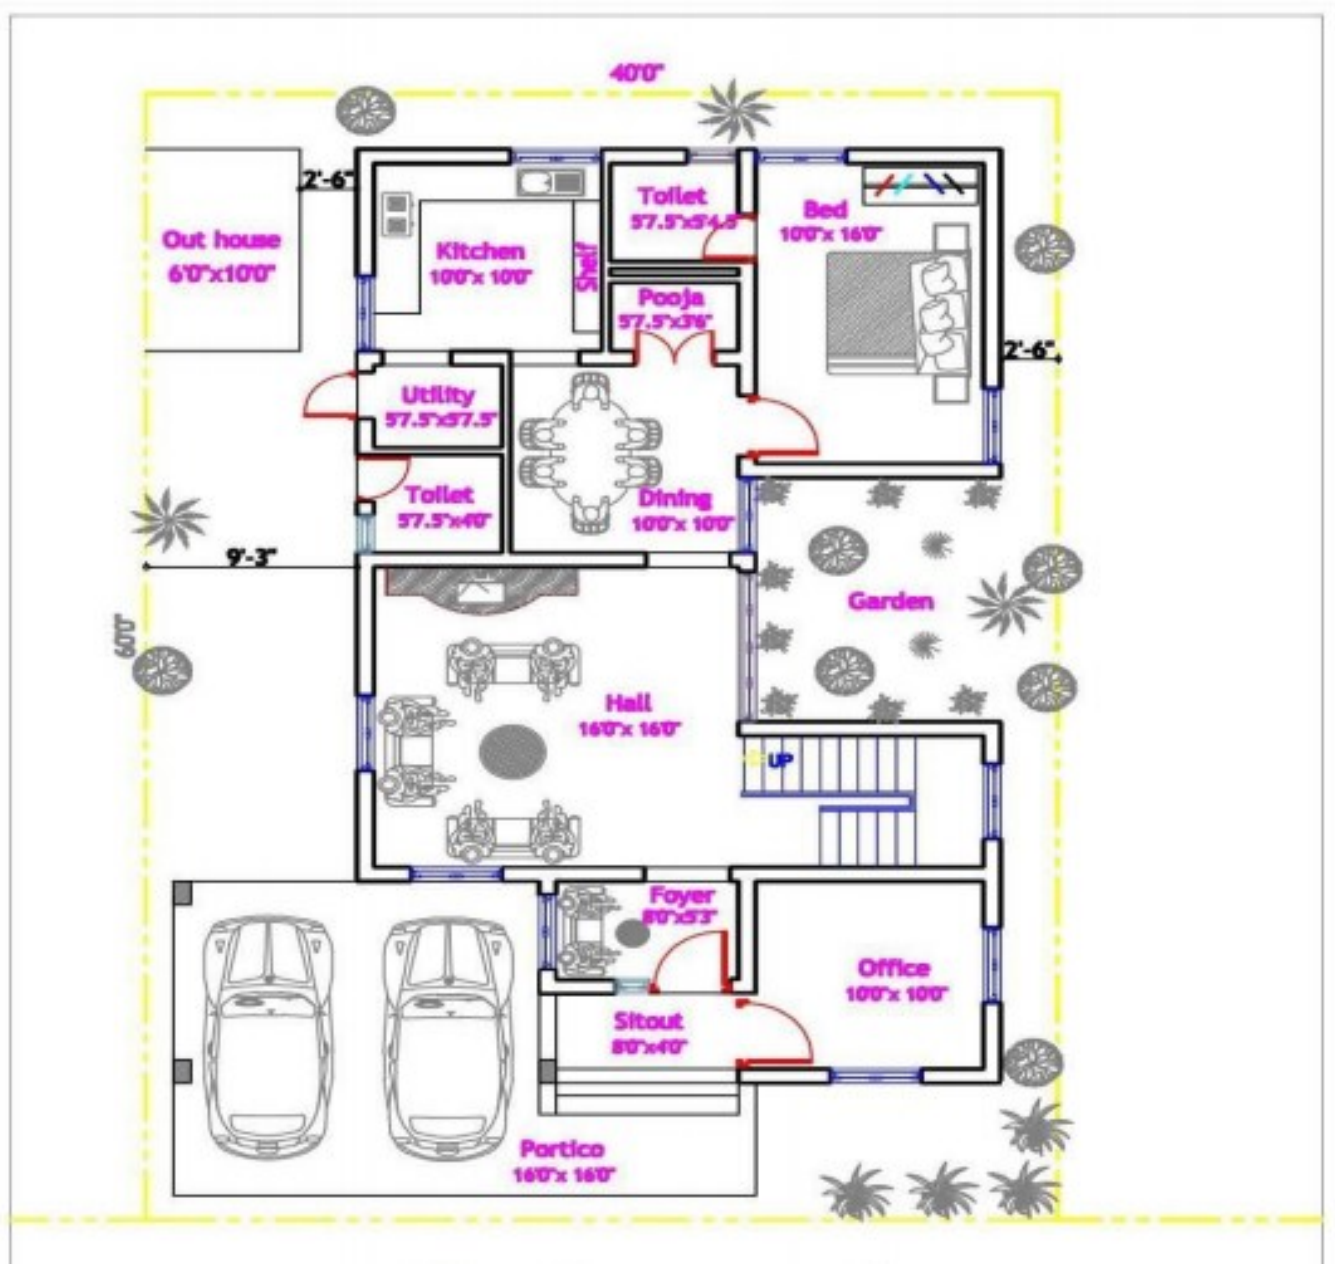 40'0"
2'-6"
Out house
6'0"x10'0"
Kitchen
10'0"x 10'0"
Shelf
Toilet
5'7.5"x5'4.5"
Bed
10'0"x 16'0"
Pooja
5'7.5"x3'6"
2'-6"
Utility
5'7.5"x5'7.5"
Toilet
5'7.5"x4'0"
Dining
10'0"x 10'0"
9'-3"
60'0"
Garden
Hall
16'0"x 16'0"
UP
Foyer
8'0"x5'3"
Office
10'0"x 10'0"
Sitout
8'0"x4'0"
Portico
16'0"x 16'0"